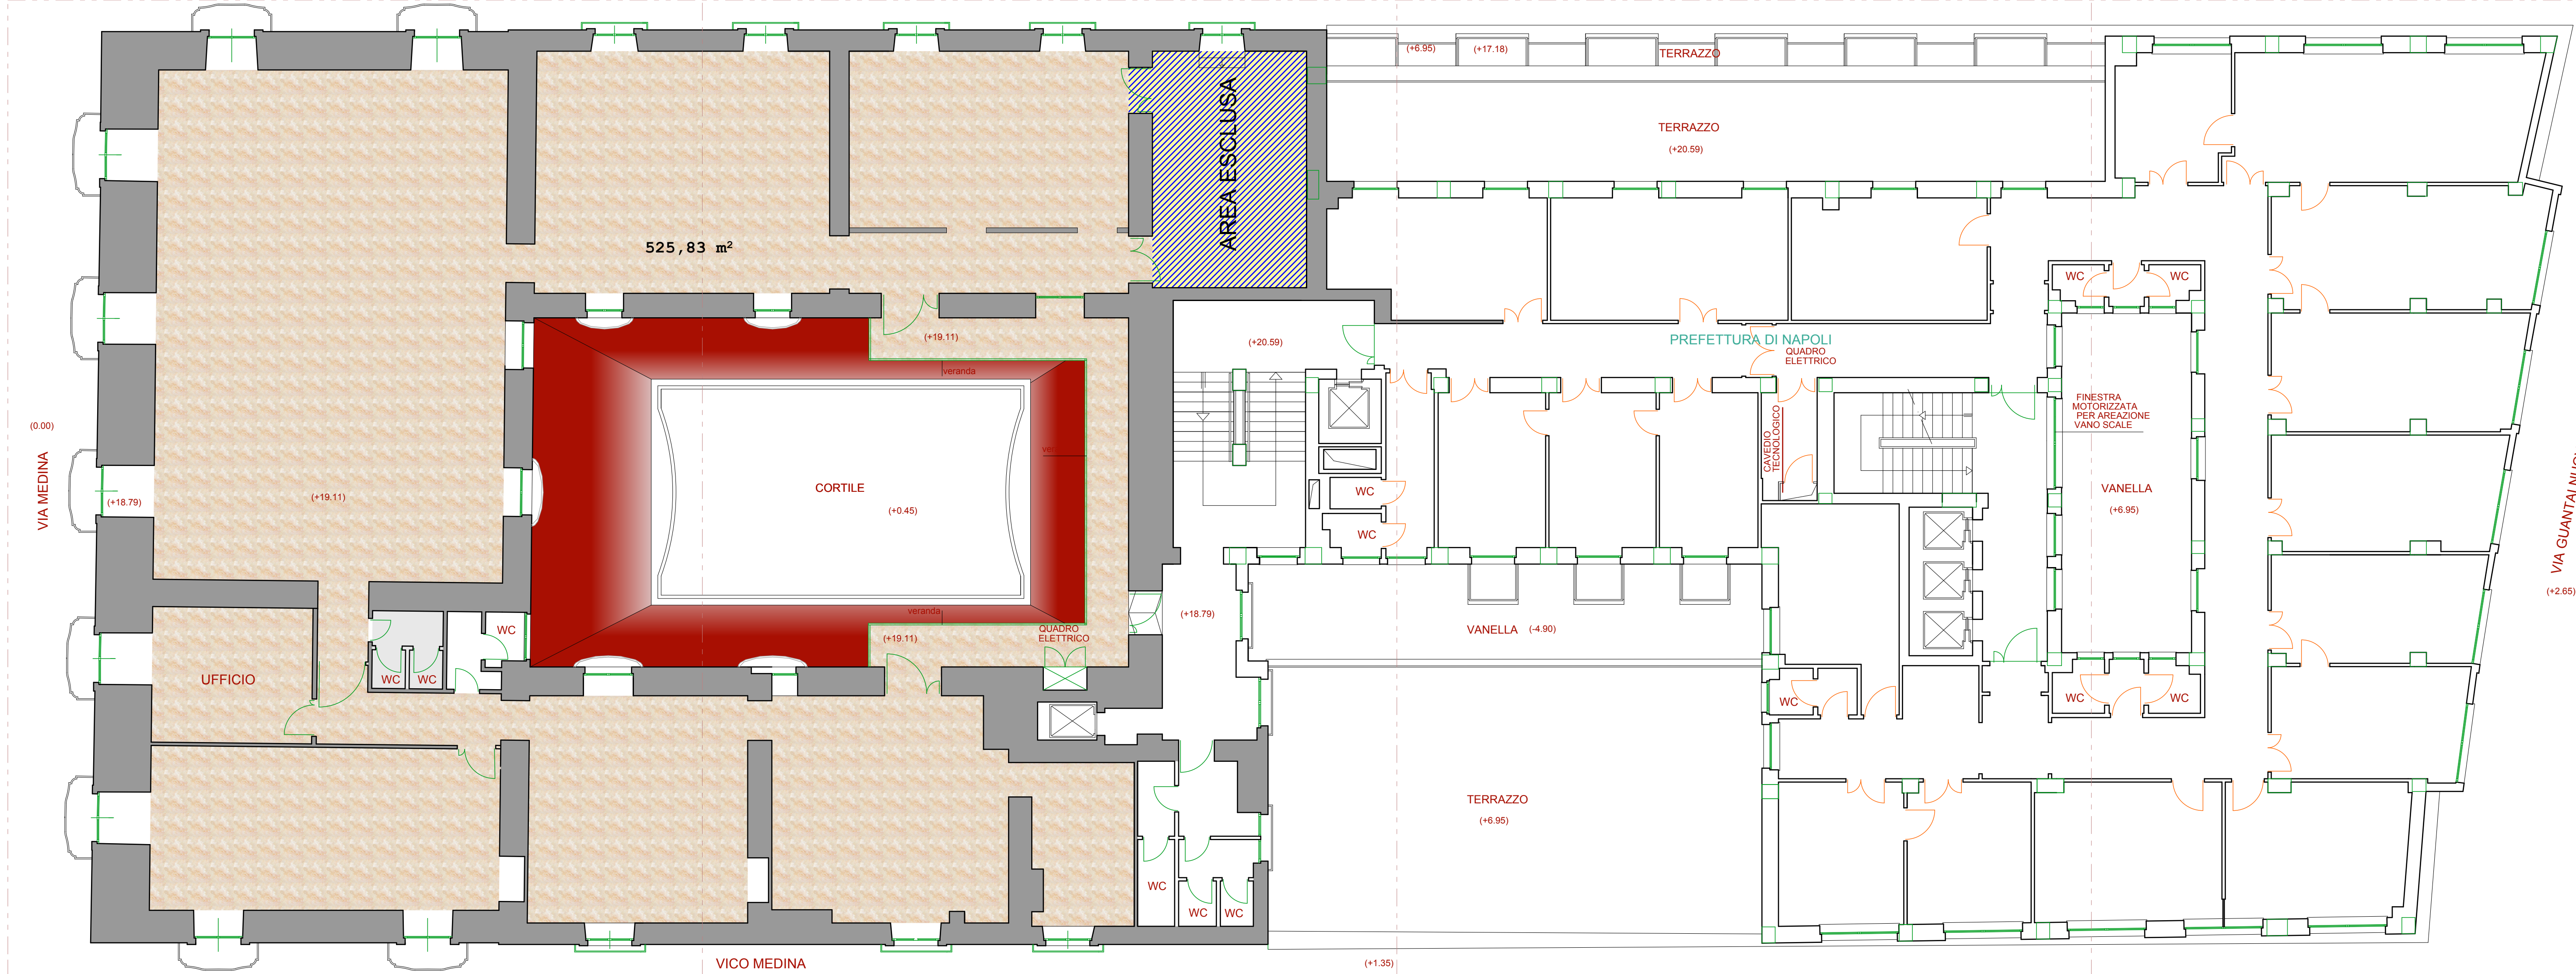 (+6.95)
(+17.18)
TERRAZZO
AREA ESCLUSA
TERRAZZO
(+20.59)
525,83 m²
WC
WC
(+19.11)
(+20.59)
PREFETTURA DI NAPOLI
QUADRO
ELETTRICO
veranda
FINESTRA
MOTORIZZATA
PER AREAZIONE
VANO SCALE
(0.00)
VIA MEDINA
(+18.79)
(+19.11)
CORTILE
(+0.45)
CAVEDIO
TECNOLOGICO
WC
WC
VANELLA
(+6.95)
(+2.65)
veranda
WC
QUADRO
ELETTRICO
(+19.11)
(+18.79)
VANELLA (-4.90)
UFFICIO
WC
WC
WC
WC
WC
TERRAZZO
(+6.95)
WC
WC
WC
VICO MEDINA
(+1.35)